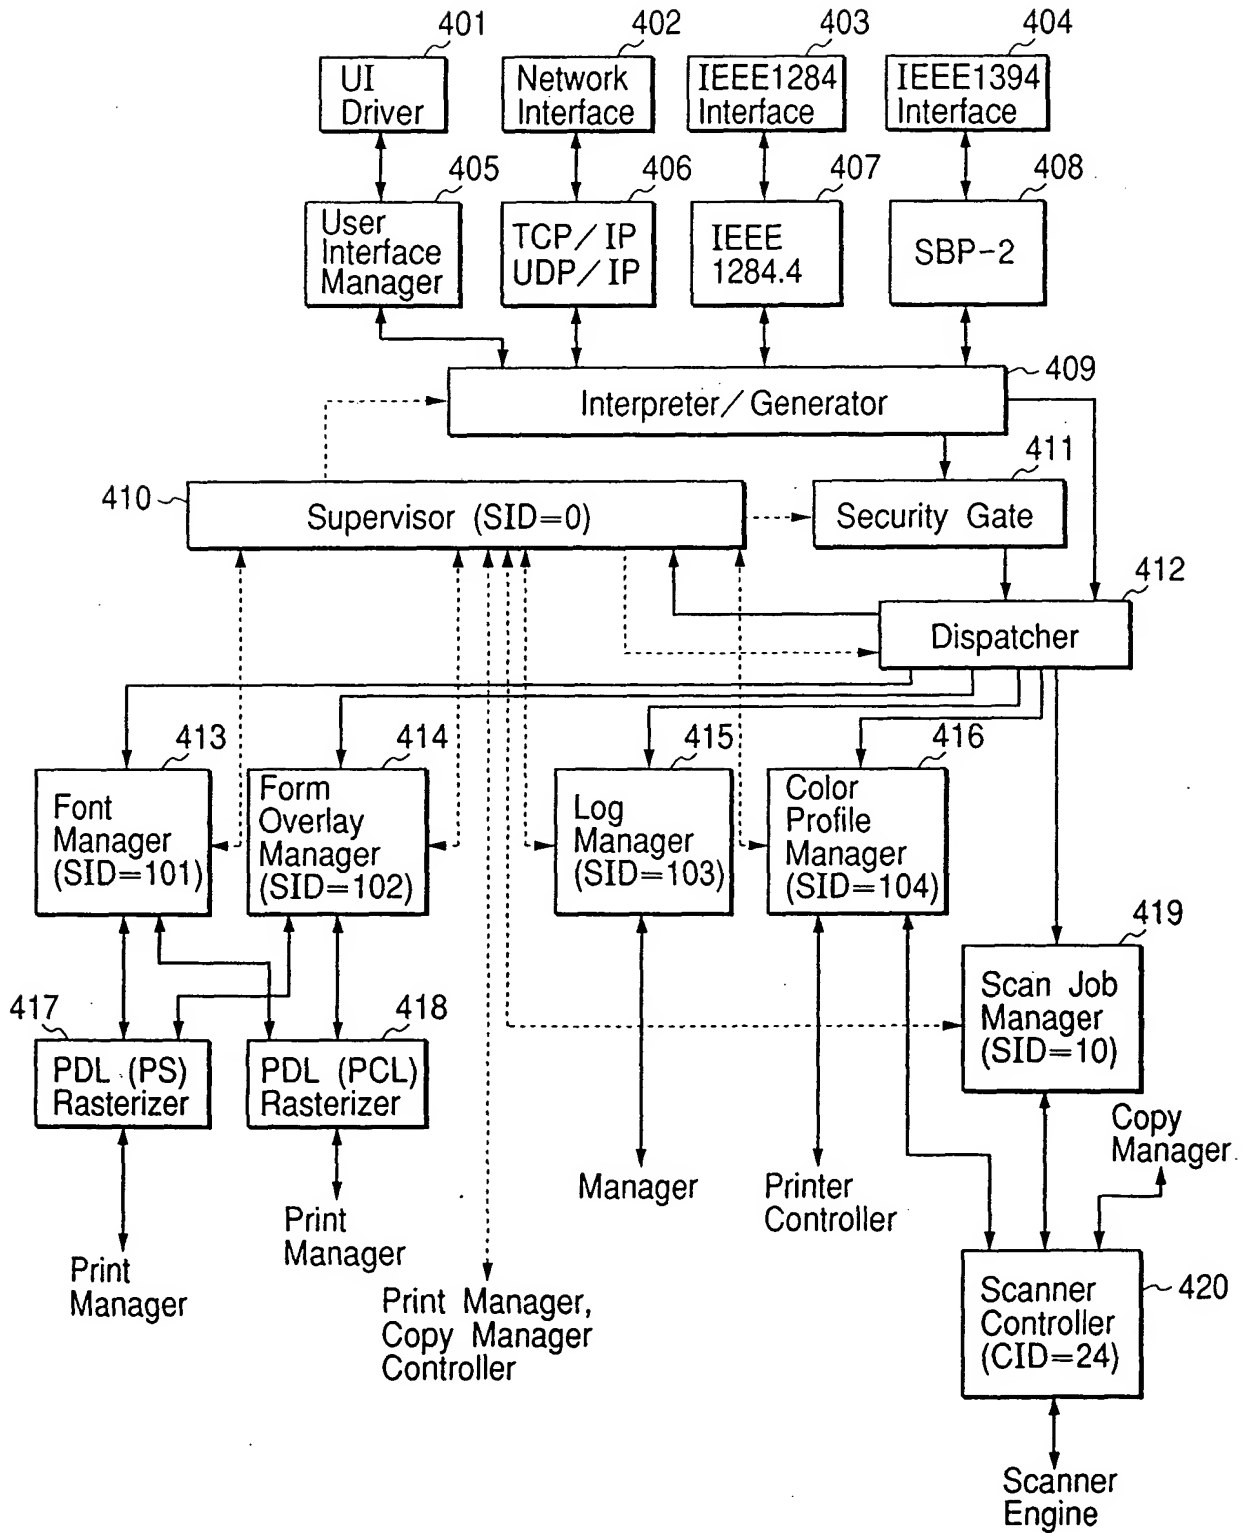 401
402
403
404
UI
Driver
Network
Interface
IEEE1284
Interface
IEEE1394
Interface
405
406
407
408
User
Interface
Manager
TCP/IP
UDP/IP
IEEE
1284.4
SBP-2
409
Interpreter/Generator
410
411
Supervisor (SID=0)
Security Gate
412
Dispatcher
413
414
415
416
Font
Manager
(SID=101)
Form
Overlay
Manager
(SID=102)
Log
Manager
(SID=103)
Color
Profile
Manager
(SID=104)
419
Scan Job
Manager
(SID=10)
417
418
PDL (PS)
Rasterizer
PDL (PCL)
Rasterizer
Copy
Manager
Manager
Printer
Controller
Print
Manager
Print
Manager
Print Manager,
Copy Manager
Controller
420
Scanner
Controller
(CID=24)
Scanner
Engine